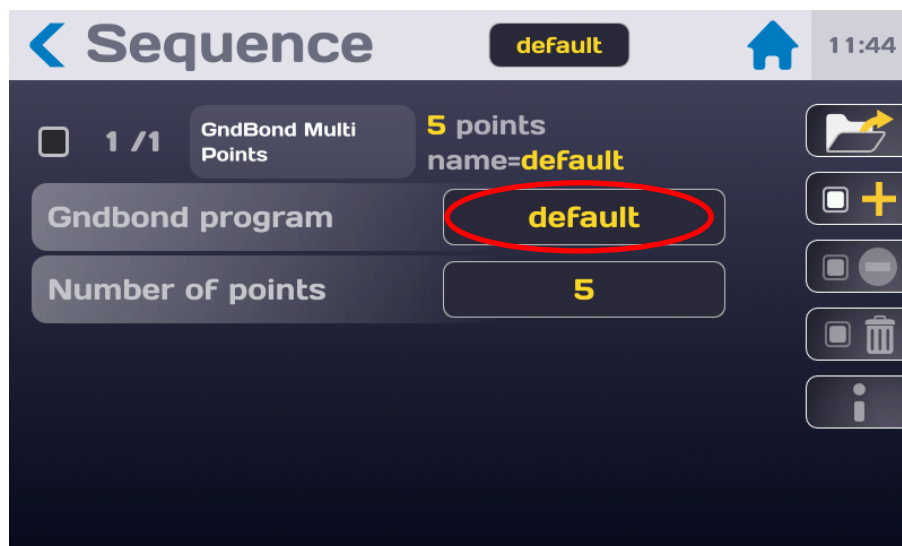 Sequence
default
11:44
1 /1
GndBond Multi
Points
5 points
name=default
Gndbond program
default
Number of points
5